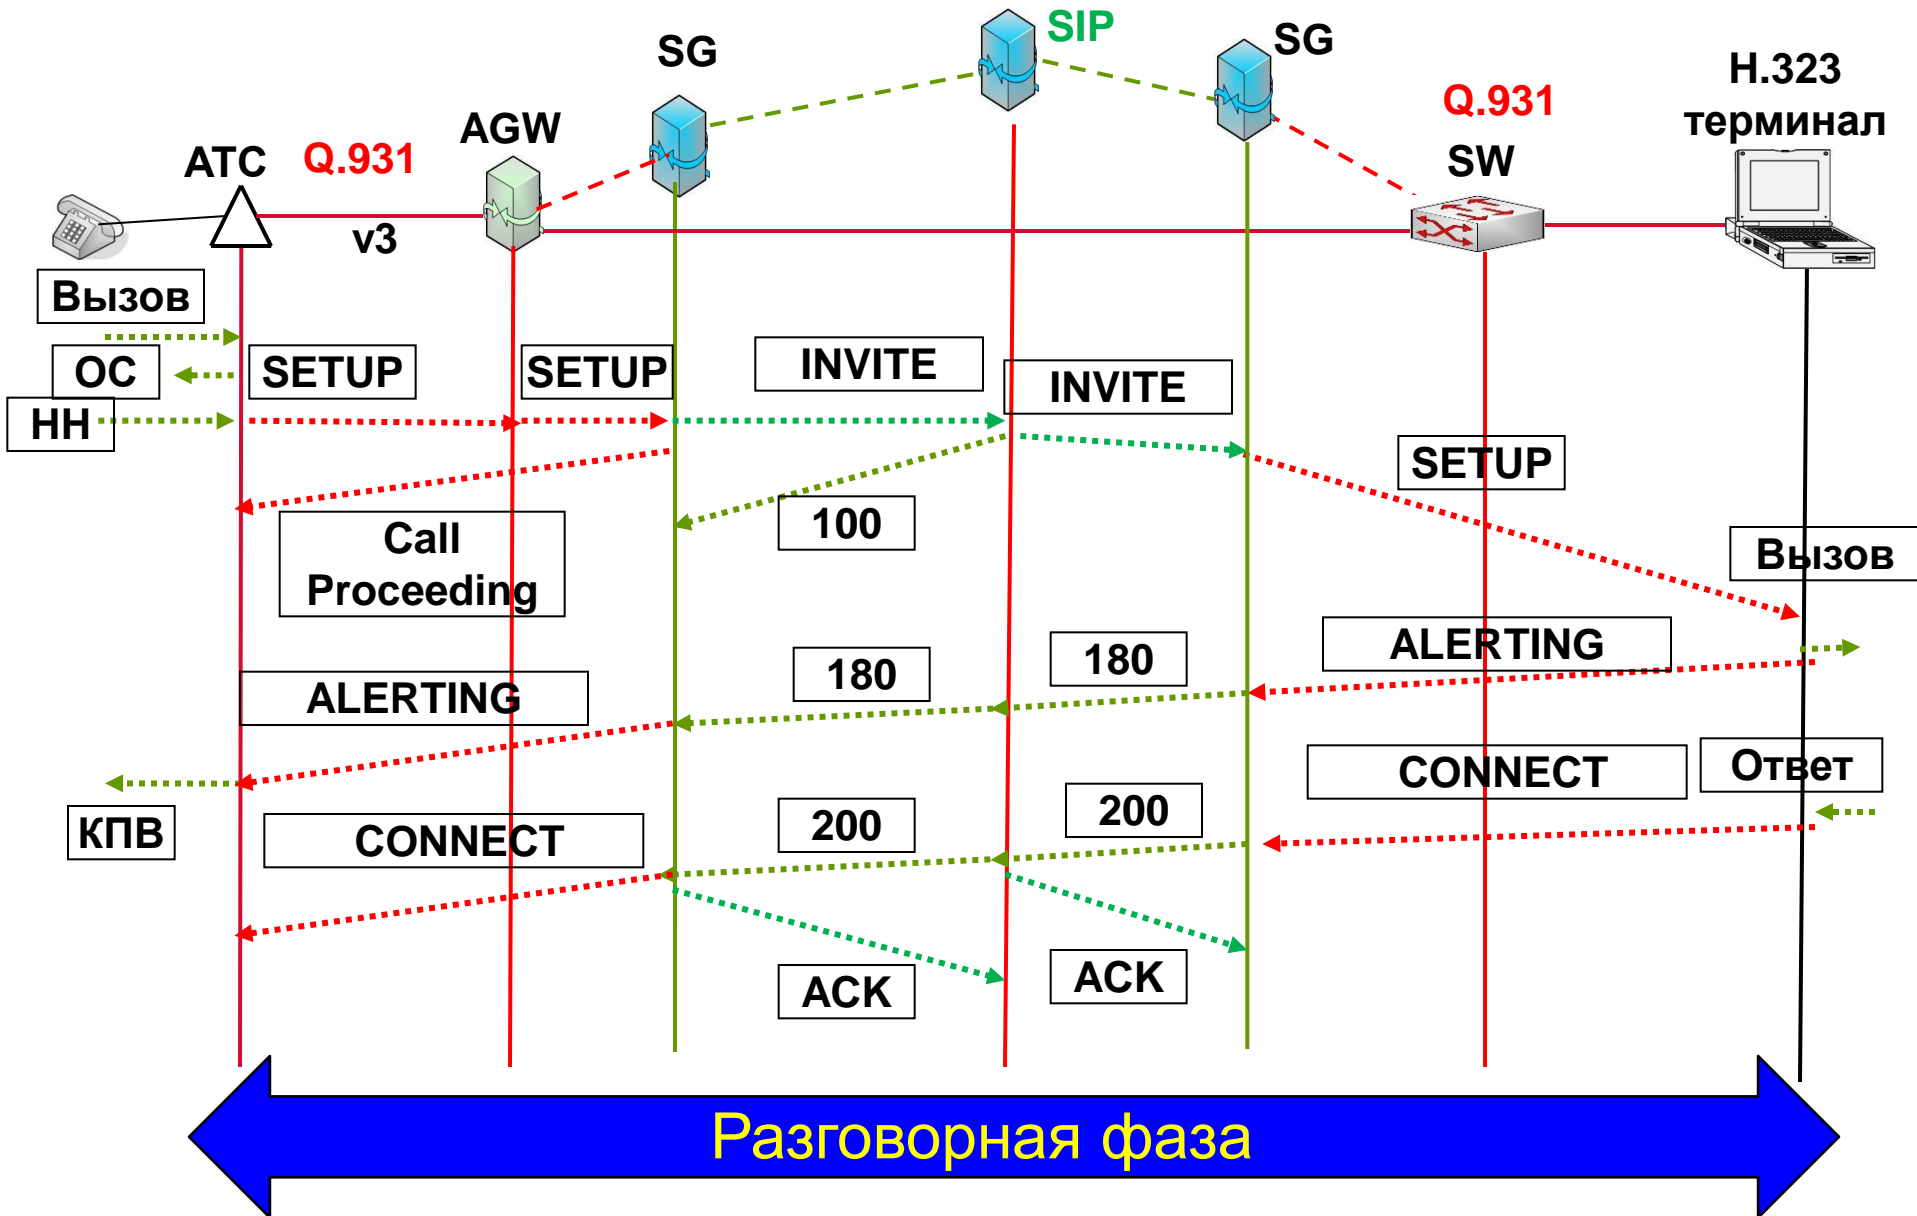 SIP
SG
SG
H.323
терминал
Q.931
SW
AGW
АТС
Q.931
v3
Вызов
ОС
SETUP
SETUP
INVITE
INVITE
НН
SETUP
100
Call
Proceeding
Вызов
ALERTING
180
180
ALERTING
CONNECT
Ответ
КПВ
CONNECT
200
200
ACK
ACK
Разговорная фаза